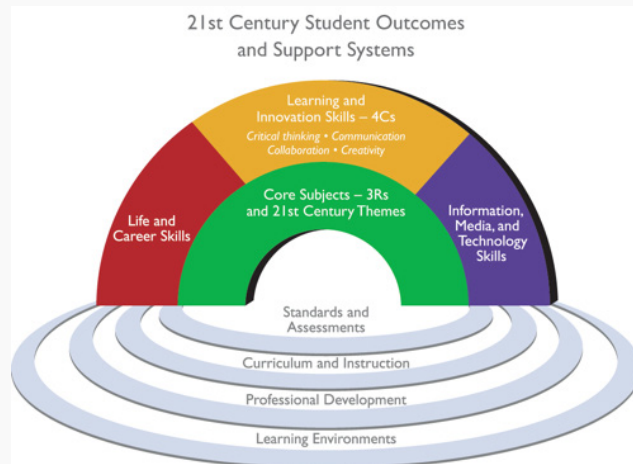 21st Century Student Outcomes
and Support Systems
Learning and
Innovation Skills – 4Cs
Critical thinking • Communication
Collaboration • Creativity
Core Subjects – 3Rs
and 21st Century Themes
Life and
Career Skills
Information,
Media, and
Technology
Skills
Standards and
Assessments
Curriculum and Instruction
Professional Development
Learning Environments